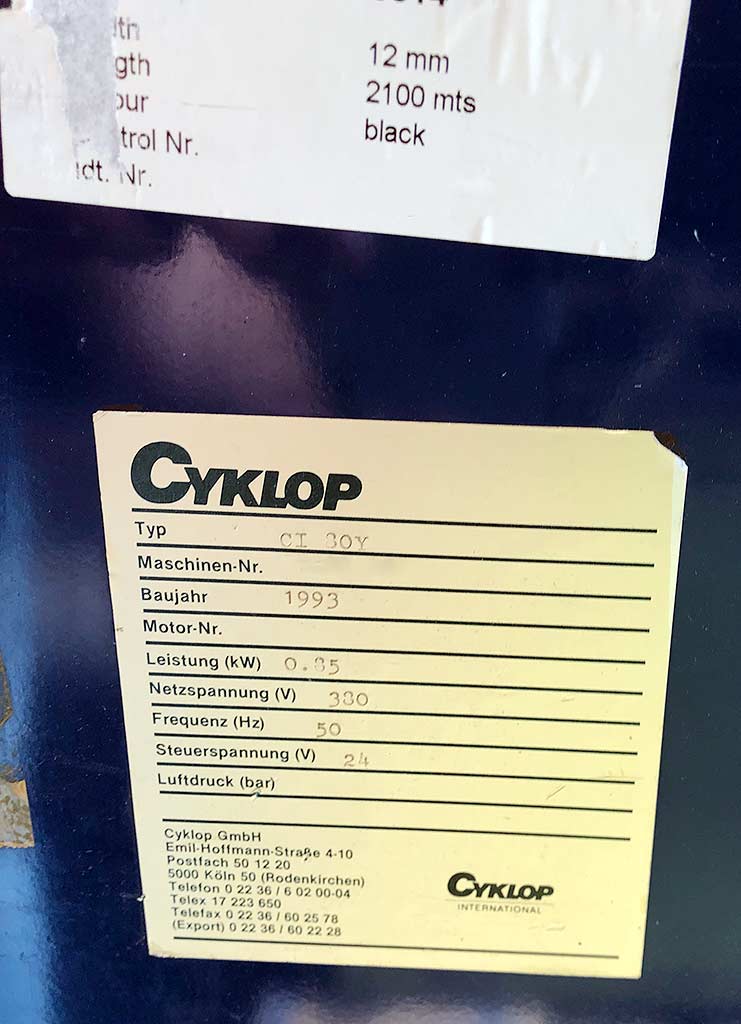 12 mm
gth
2100 mts
our
black
trol Nr.
Nr.
CYKLOP
Typ CI BOY
Maschinen-Nr.
Baujahr 1993
Motor-Nr.
Leistung (kW) 0.85
Netzspannung (V) 380
Frequenz (Hz) 50
Steuerspannung (V) 24
Luftdruck (bar)
Cyklop GmbH
Emil-Hoffmann-Straße 4-10
Postfach 50 12 20
5000 Köln 50 (Rodenkirchen)
Telefon 0 22 36 / 6 02 00-04
Telex 17 223 650
Telefax 0 22 36 / 60 25 78
(Export) 0 22 36 / 60 22 28
CYKLOP
INTERNATIONAL